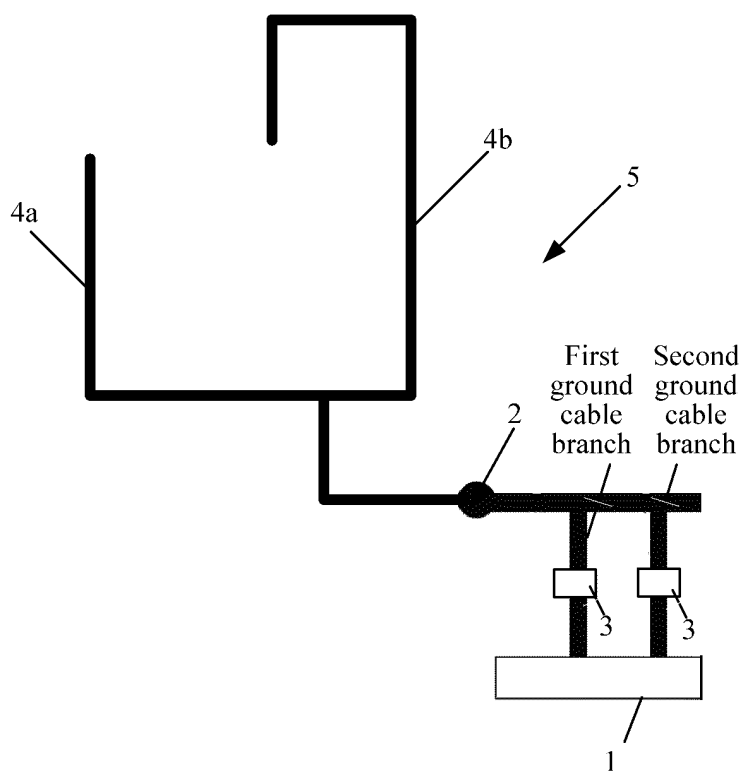 4b
5
4a
First
ground
cable
branch
Second
ground
cable
branch
2
3
3
1